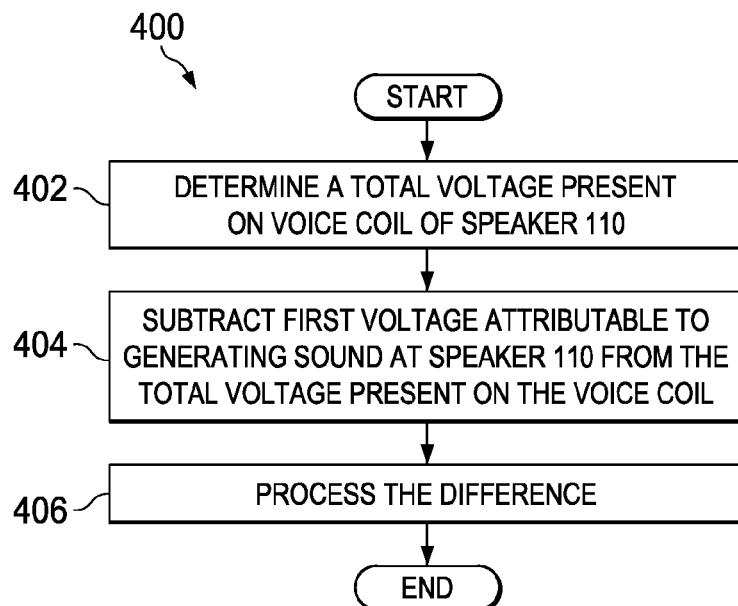 400
START
402
DETERMINE A TOTAL VOLTAGE PRESENT
ON VOICE COIL OF SPEAKER 110
404
SUBTRACT FIRST VOLTAGE ATTRIBUTABLE TO
GENERATING SOUND AT SPEAKER 110 FROM THE
TOTAL VOLTAGE PRESENT ON THE VOICE COIL
406
PROCESS THE DIFFERENCE
END